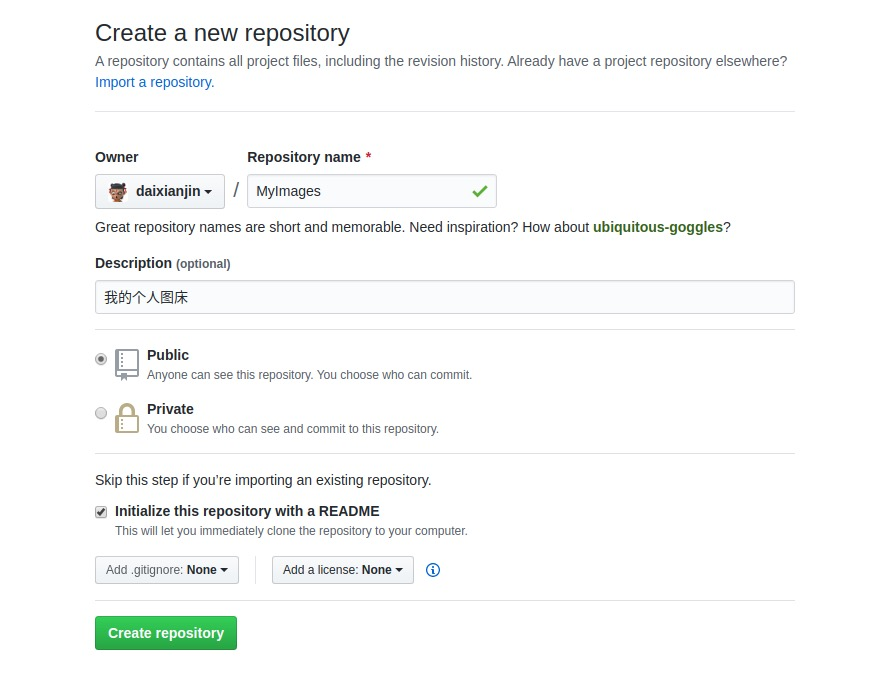 Create a new repository
A repository contains all project files, including the revision history. Already have a project repository elsewhere?
Import a repository.
Owner
Repository name *
daixianjin / MyImages
Great repository names are short and memorable. Need inspiration? How about ubiquitous-goggles?
Description (optional)
我的个人图床
Public
Anyone can see this repository. You choose who can commit.
Private
You choose who can see and commit to this repository.
Skip this step if you’re importing an existing repository.
Initialize this repository with a README
This will let you immediately clone the repository to your computer.
Add .gitignore: None
Add a license: None
Create repository